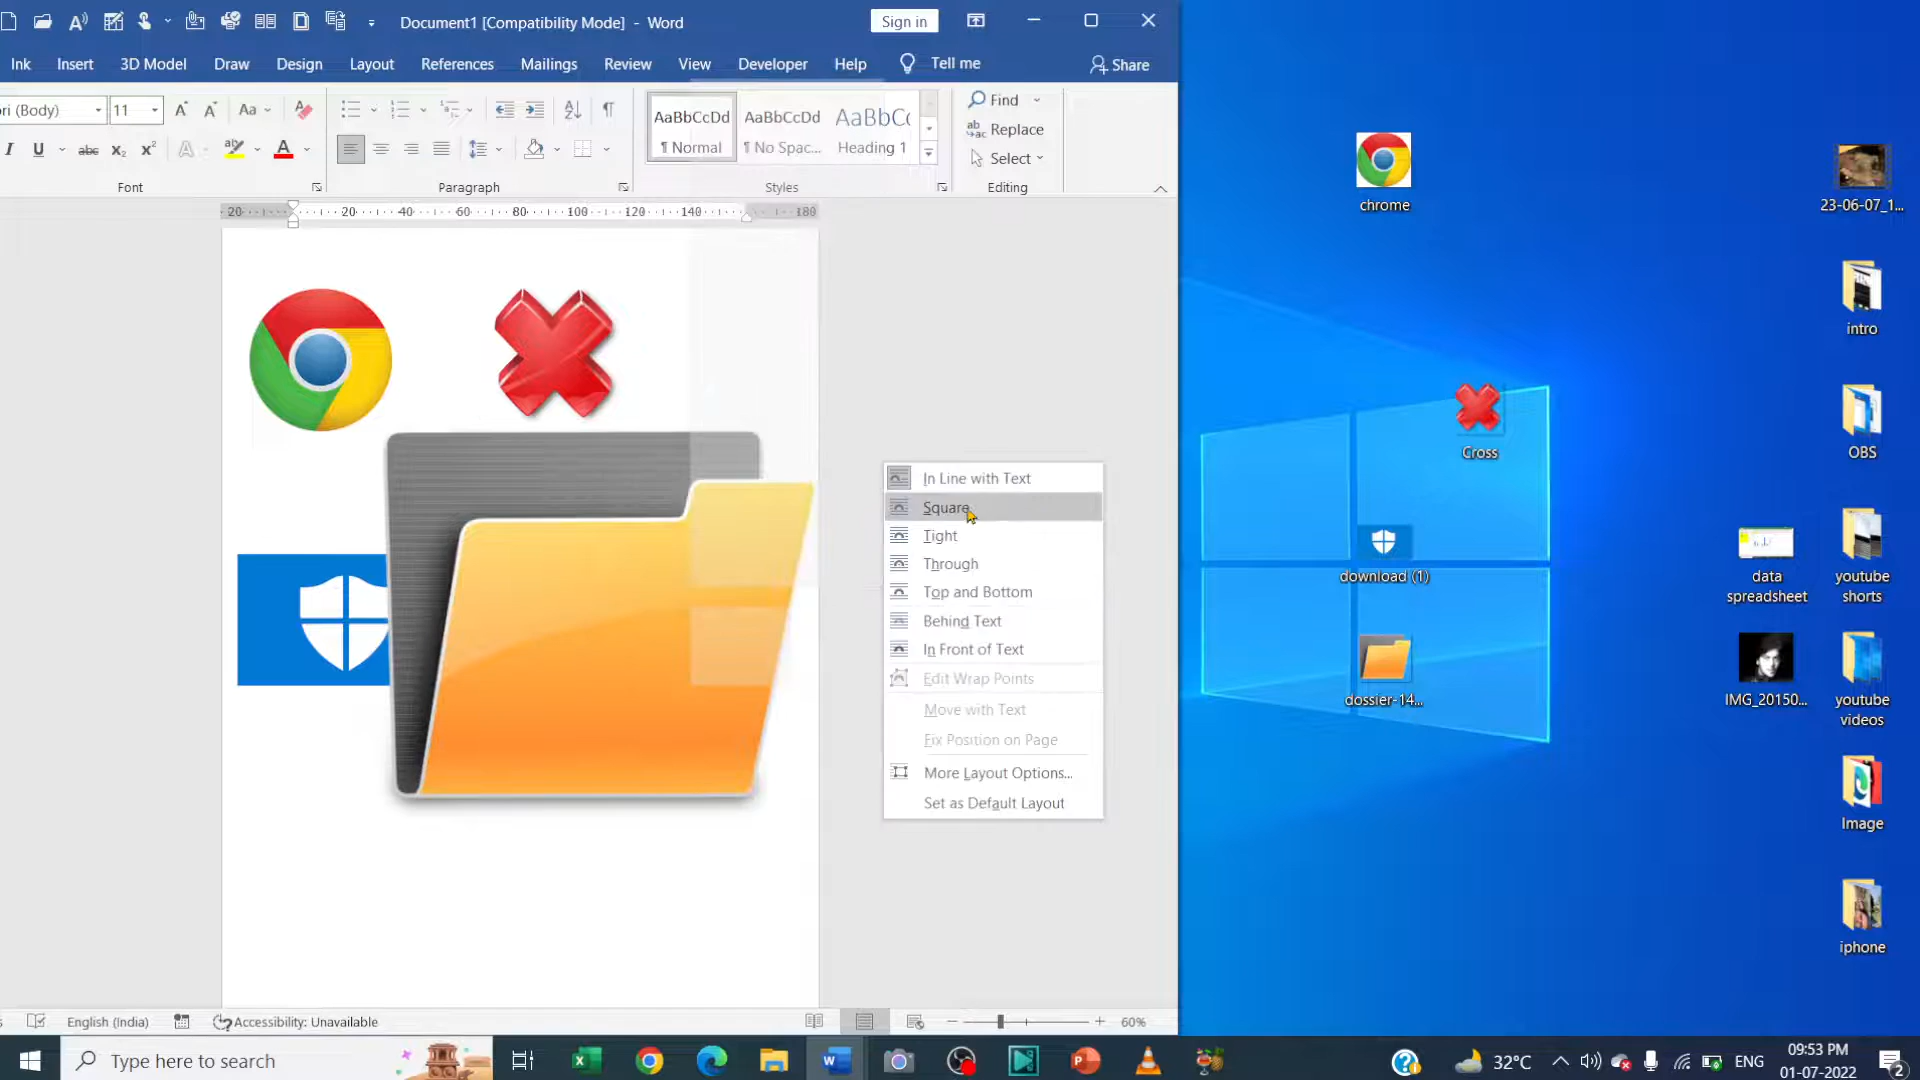 Document1 [Compatibility Mode] - Word
Sign in
Ink Insert 3D Model Draw Design Layout References Mailings Review View Developer Help Tell me Share
ri (Body) 11 Aa
AaBbCcDd AaBbCcDd AaBbC
¶ Normal ¶ No Spac... Heading 1
Find
Replace
Select
Font Paragraph Styles Editing
20 20 40 60 80 100 120 140 180
In Line with Text
Square
Tight
Through
Top and Bottom
Behind Text
In Front of Text
Edit Wrap Points
Move with Text
Fix Position on Page
More Layout Options...
Set as Default Layout
chrome
Cross
download (1)
dossier-14...
23-06-07_1...
intro
OBS
data spreadsheet
youtube shorts
IMG_20150...
youtube videos
Image
iphone
English (India) Accessibility: Unavailable 60%
Type here to search
32°C ENG
09:53 PM
01-07-2022
2